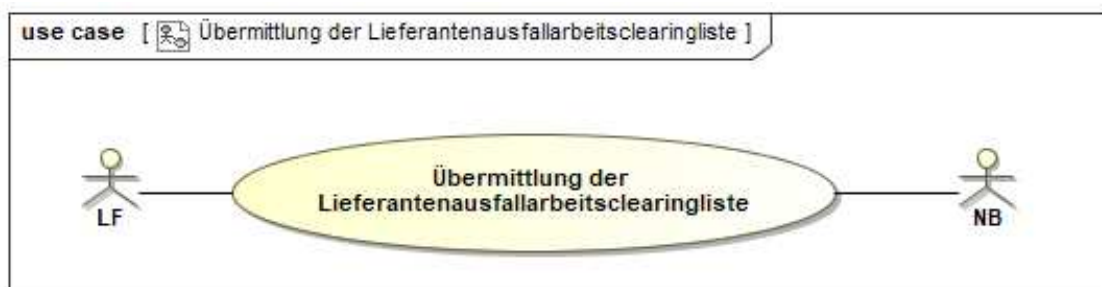 use case [ Übermittlung der Lieferantenausfallarbeitsclearingliste ]
Übermittlung der
Lieferantenausfallarbeitsclearingliste
LF
NB